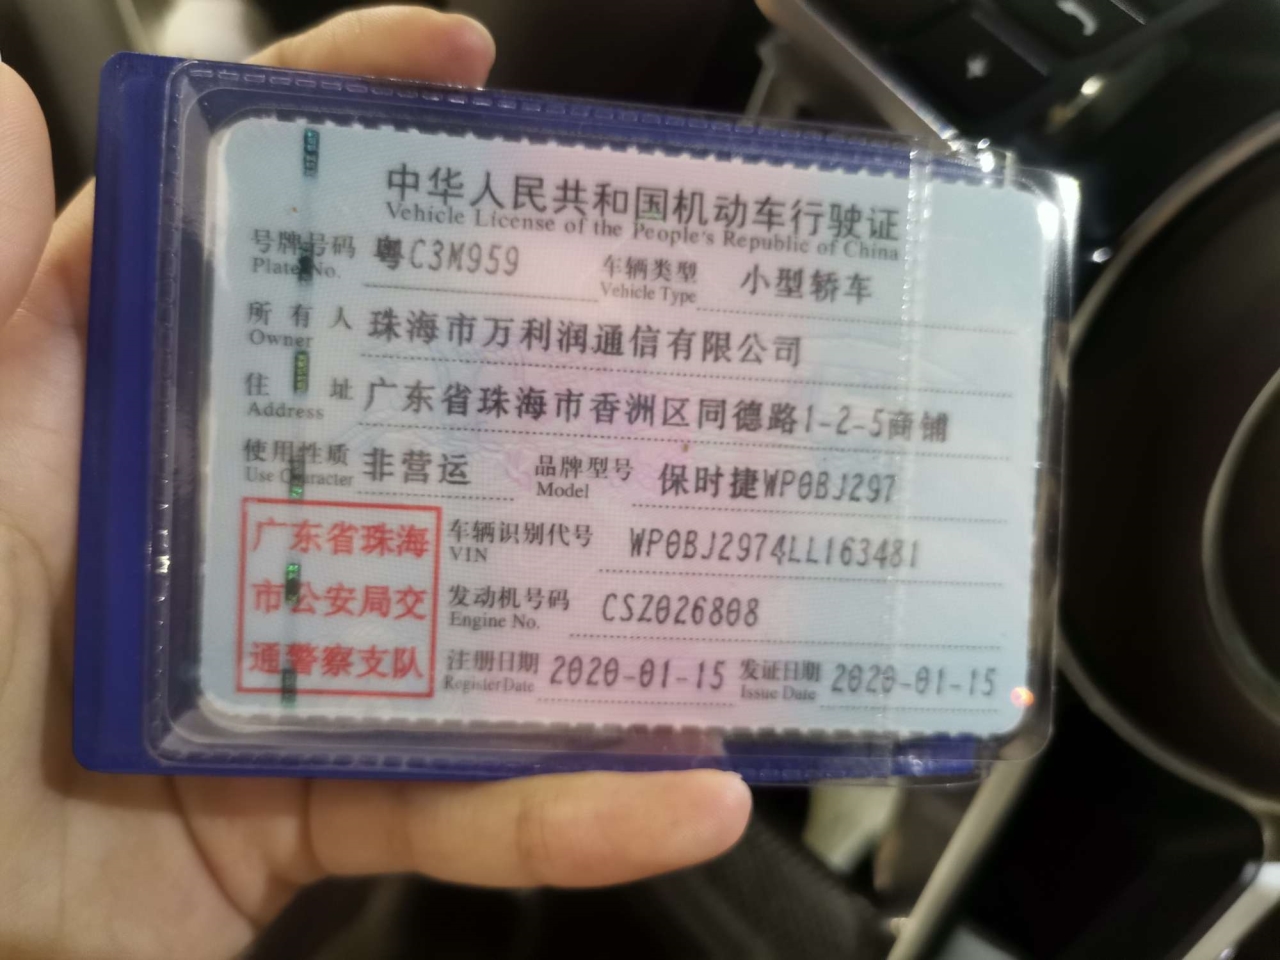 中华人民共和国机动车行驶证
Vehicle License of the People's Republic of China
号牌号码 粤C3M959 车辆类型 小型轿车
Plate No. Vehicle Type
所有人 珠海市万利润通信有限公司
Owner
住址 广东省珠海市香洲区同德路1-2-5商铺
Address
使用性质 非营运 品牌型号 保时捷WP0BJ297
Use Character Model
广东省珠海
市公安局交
通警察支队
车辆识别代号 WP0BJ2974LL163481
VIN
发动机号码 CSZ026808
Engine No.
注册日期 2020-01-15 发证日期 2020-01-15
Register Date Issue Date